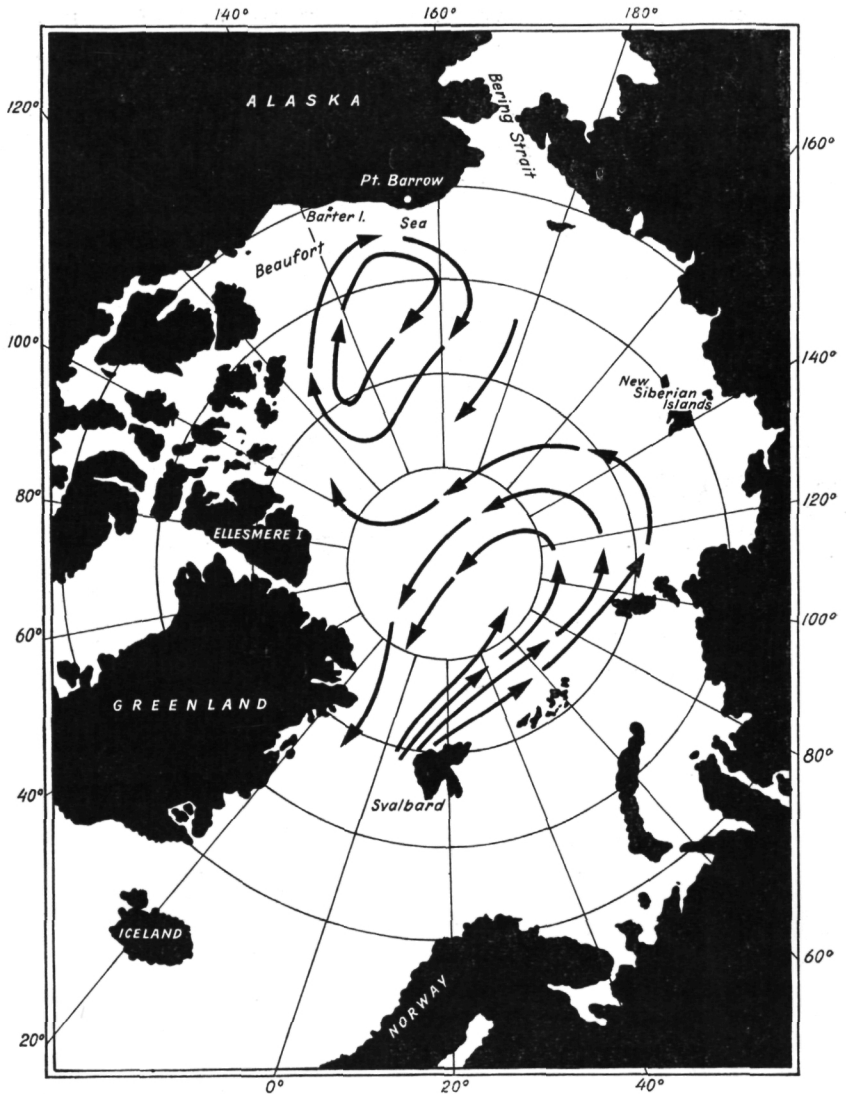 140° 160° 180°
120°
ALASKA
Bering Strait
160°
Pt. Barrow
Barter I.
Sea
Beaufort
100°
140°
New
Siberian
Islands
80°
120°
ELLESMERE I
60°
100°
GREENLAND
80°
40°
Svalbard
ICELAND
60°
NORWAY
20°
0° 20° 40°